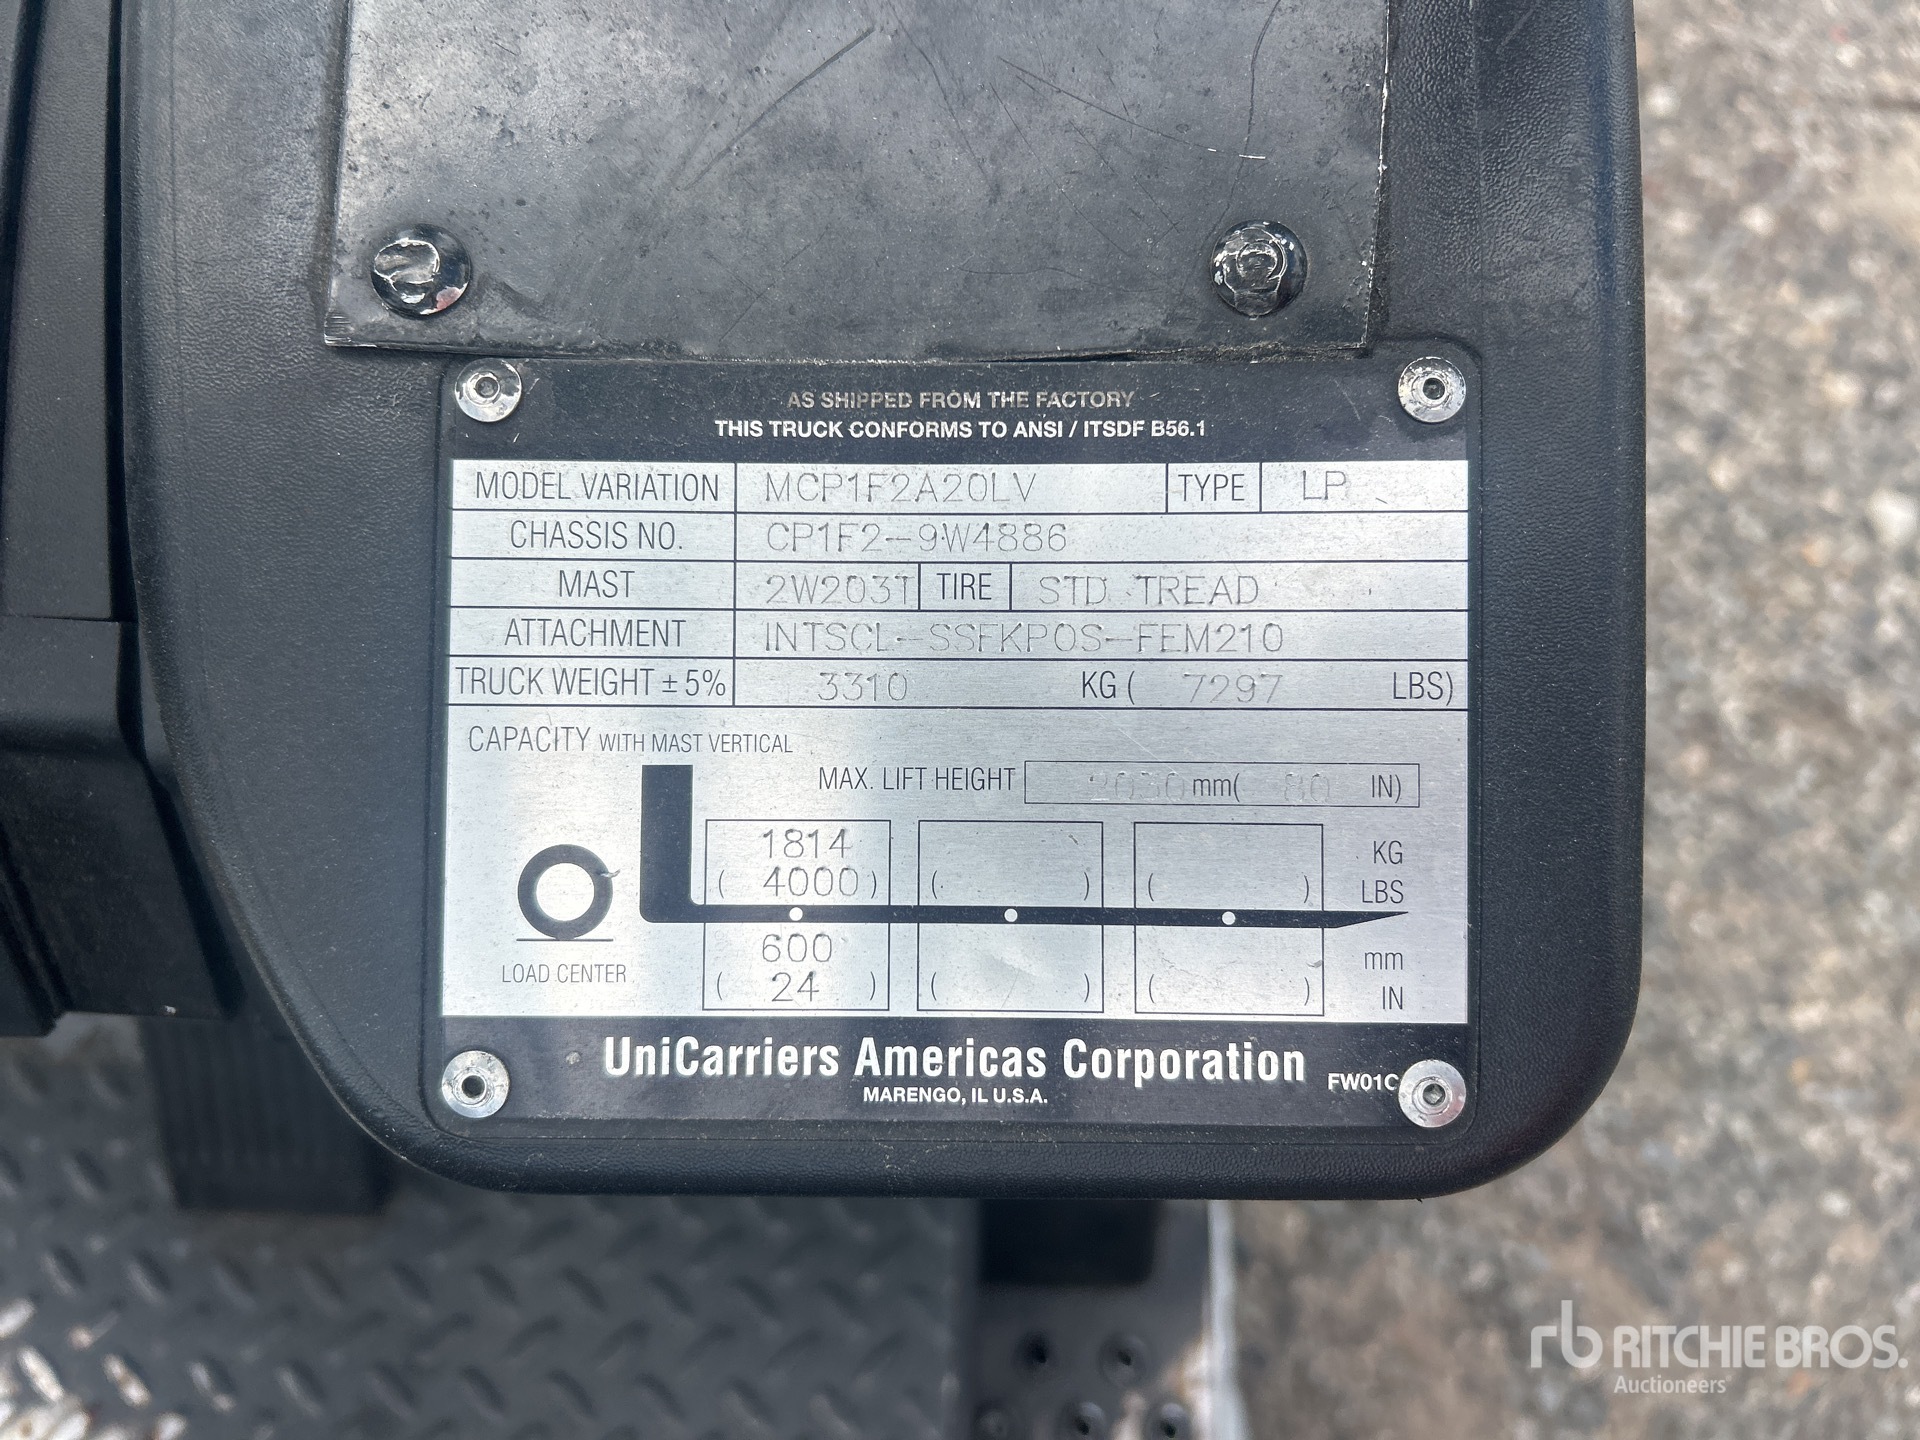 AS SHIPPED FROM THE FACTORY
THIS TRUCK CONFORMS TO ANSI / ITSDF B56.1
MODEL VARIATION MCP1F2A20LV TYPE LP
CHASSIS NO. CP1F2-9W4886
MAST 2W203T TIRE STD TREAD
ATTACHMENT INTSCL-SSFKPOS-FEM210
TRUCK WEIGHT ± 5% 3310 KG ( 7297 LBS)
CAPACITY WITH MAST VERTICAL
MAX. LIFT HEIGHT mm( 80 IN)
1814 KG
( 4000 ) ( ) ( ) LBS
600 mm
LOAD CENTER ( 24 ) ( ) ( ) IN
UniCarriers Americas Corporation
MARENGO, IL U.S.A.
FW01C
rb RITCHIE BROS.
Auctioneers